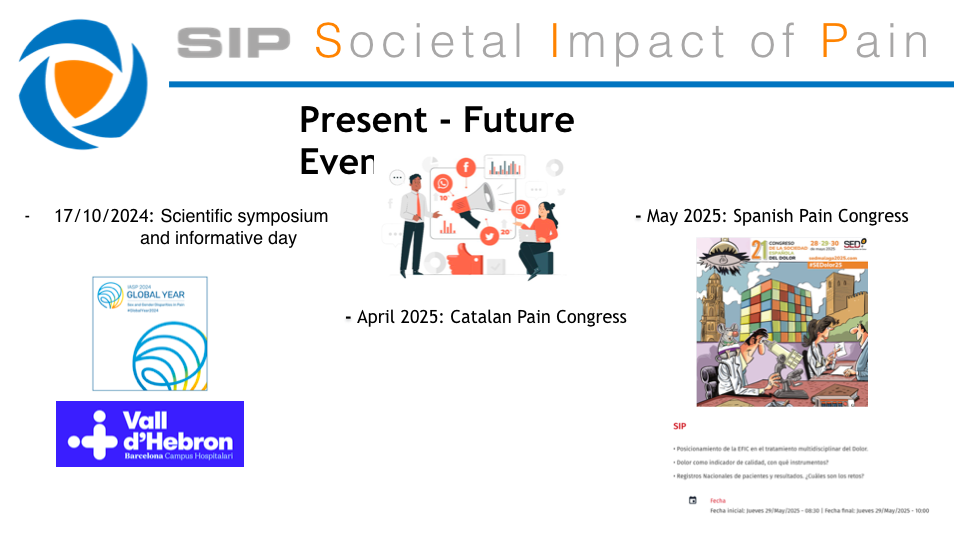 SIP Societal Impact of Pain
Present - Future
Even
- 17/10/2024: Scientific symposium
and informative day
- May 2025: Spanish Pain Congress
10
20
21 CONGRESO DE LA SOCIEDAD ESPAÑOLA DEL DOLOR
28-29-30
de mayo 2025
SED
sedmalaga2025.com
#SEDolor25
IASP 2024
GLOBAL YEAR
Sex and Gender Disparities in Pain
#GlobalYear2024
- April 2025: Catalan Pain Congress
Vall
d'Hebron
Barcelona Campus Hospitalari
SIP
• Posicionamiento de la EFIC en el tratamiento multidisciplinar del Dolor.
• Dolor como indicador de calidad, con qué instrumentos?
• Registros Nacionales de pacientes y resultados. ¿Cuáles son los retos?
Fecha
Fecha inicial: Jueves 29/May/2025 - 08:30 | Fecha final: Jueves 29/May/2025 - 10:00